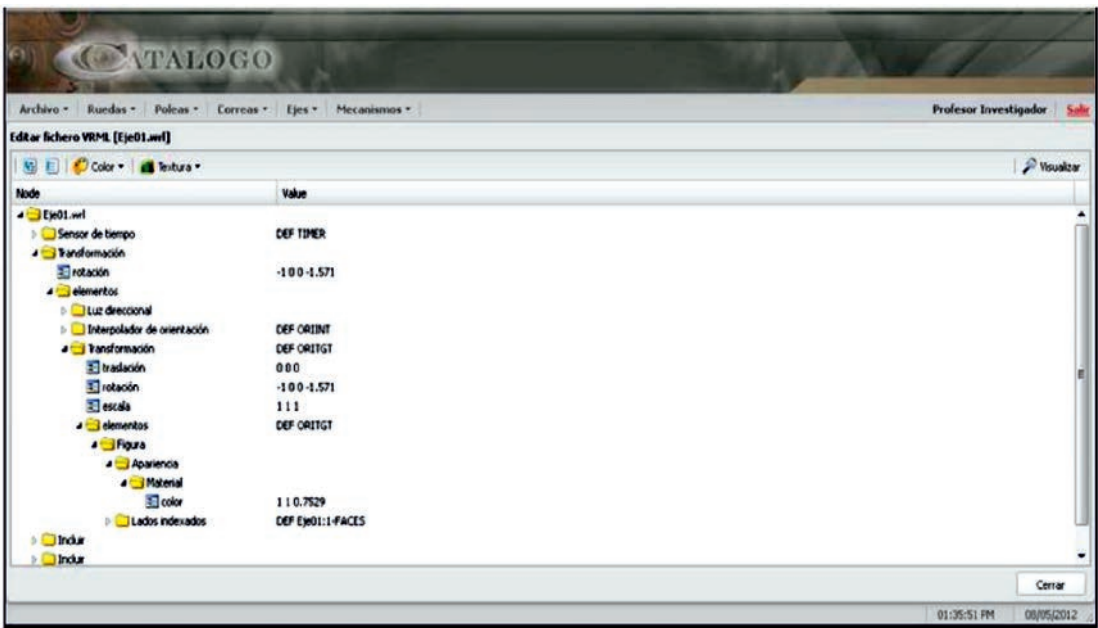 CATALOGO
Archivo Ruedas Poleas Correas Ejes Mecanismos Profesor Investigador Salir
Editar fichero VRML [Eje01.wrl]
Color Textura Visualizar
Node Value
Eje01.wrl
Sensor de tiempo DEF TIMER
Transformación
rotación -1 0 0 -1.571
elementos
Luz direccional
Interpolador de orientación DEF ORIINT
Transformación DEF ORITGT
traslación 0 0 0
rotación -1 0 0 -1.571
escala 1 1 1
elementos DEF ORITGT
Figura
Apariencia
Material
color 1 1 0.7529
Lados indexados DEF Eje01:1-FACES
Incluir
Incluir
Cerrar
01:35:51 PM 08/05/2012